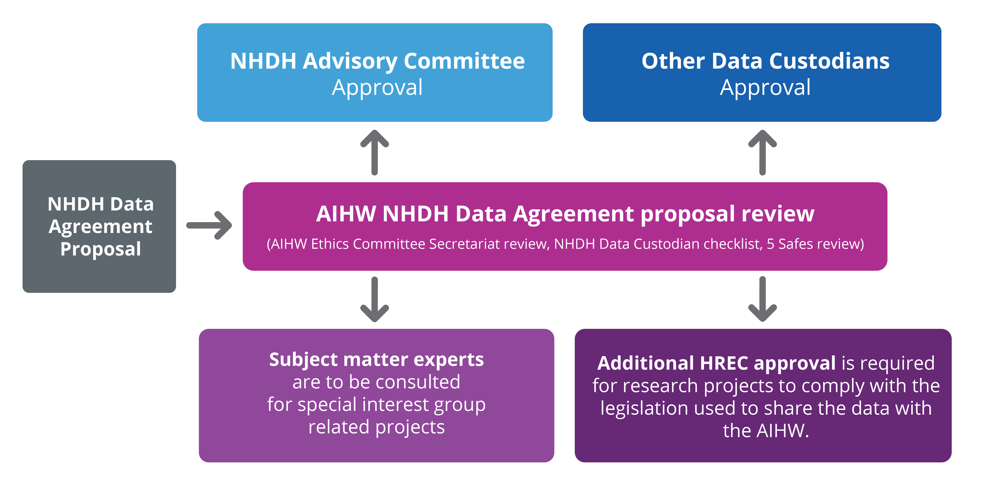 NHDH Advisory Committee
Approval
Other Data Custodians
Approval
NHDH Data
Agreement
Proposal
AIHW NHDH Data Agreement proposal review
(AIHW Ethics Committee Secretariat review, NHDH Data Custodian checklist, 5 Safes review)
Subject matter experts
are to be consulted
for special interest group
related projects
Additional HREC approval is required
for research projects to comply with the
legislation used to share the data with
the AIHW.